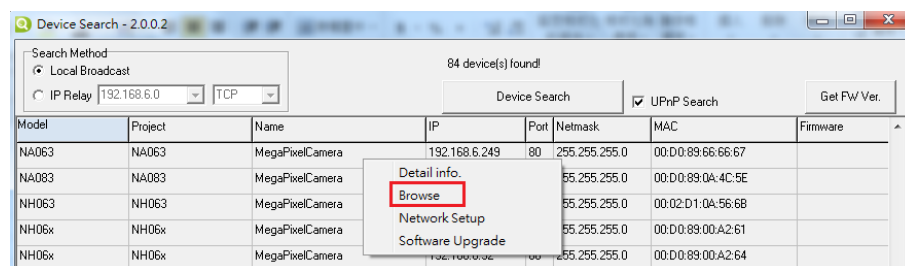 Device Search - 2.0.0.2
Search Method
Local Broadcast
IP Relay 192.168.6.0 TCP
84 device(s) found!
Device Search
UPnP Search
Get FW Ver.
Model Project Name IP Port Netmask MAC Firmware
NA063 NA063 MegaPixelCamera 192.168.6.249 80 255.255.255.0 00:D0:89:66:66:67
NA083 NA083 MegaPixelCamera 55.255.255.0 00:D0:89:0A:4C:5E
NH063 NH063 MegaPixelCamera 55.255.255.0 00:02:D1:0A:56:6B
NH06x NH06x MegaPixelCamera 55.255.255.0 00:D0:89:00:A2:61
NH06x NH06x MegaPixelCamera 255.255.255.0 00:D0:89:00:A2:64
Detail info.
Browse
Network Setup
Software Upgrade